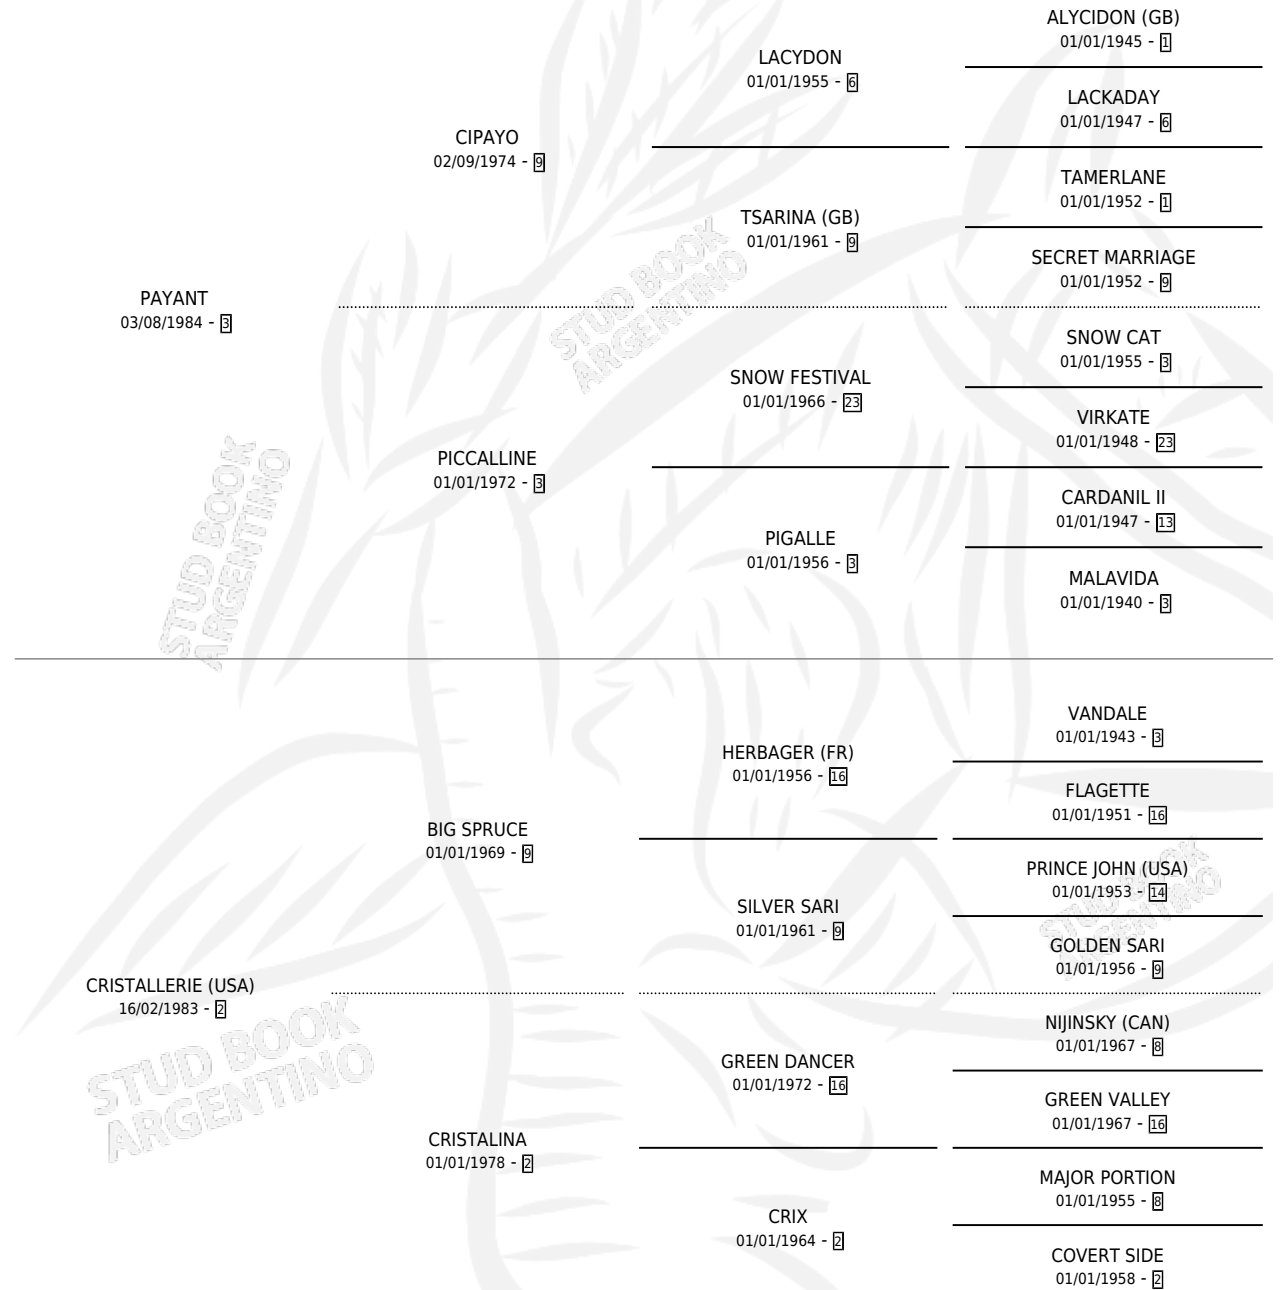 ALYCIDON (GB)
01/01/1945 - 1
LACYDON
01/01/1955 - 6
LACKADAY
01/01/1947 - 6
CIPAYO
02/09/1974 - 9
TAMERLANE
01/01/1952 - 1
TSARINA (GB)
01/01/1961 - 9
SECRET MARRIAGE
01/01/1952 - 9
PAYANT
03/08/1984 - 3
STUD BOOK
ARGENTINO
SNOW CAT
01/01/1955 - 3
SNOW FESTIVAL
01/01/1966 - 23
VIRKATE
01/01/1948 - 23
PICCALLINE
01/01/1972 - 3
CARDANIL II
01/01/1947 - 13
PIGALLE
01/01/1956 - 3
MALAVIDA
01/01/1940 - 3
STUD BOOK
ARGENTINO
VANDALE
01/01/1943 - 3
HERBAGER (FR)
01/01/1956 - 16
FLAGETTE
01/01/1951 - 16
BIG SPRUCE
01/01/1969 - 9
PRINCE JOHN (USA)
01/01/1953 - 14
SILVER SARI
01/01/1961 - 9
STUD BOOK
ARGENTINO
GOLDEN SARI
01/01/1956 - 9
CRISTALLERIE (USA)
16/02/1983 - 2
STUD BOOK
ARGENTINO
NIJINSKY (CAN)
01/01/1967 - 8
GREEN DANCER
01/01/1972 - 16
GREEN VALLEY
01/01/1967 - 16
CRISTALINA
01/01/1978 - 2
MAJOR PORTION
01/01/1955 - 8
CRIX
01/01/1964 - 2
COVERT SIDE
01/01/1958 - 2